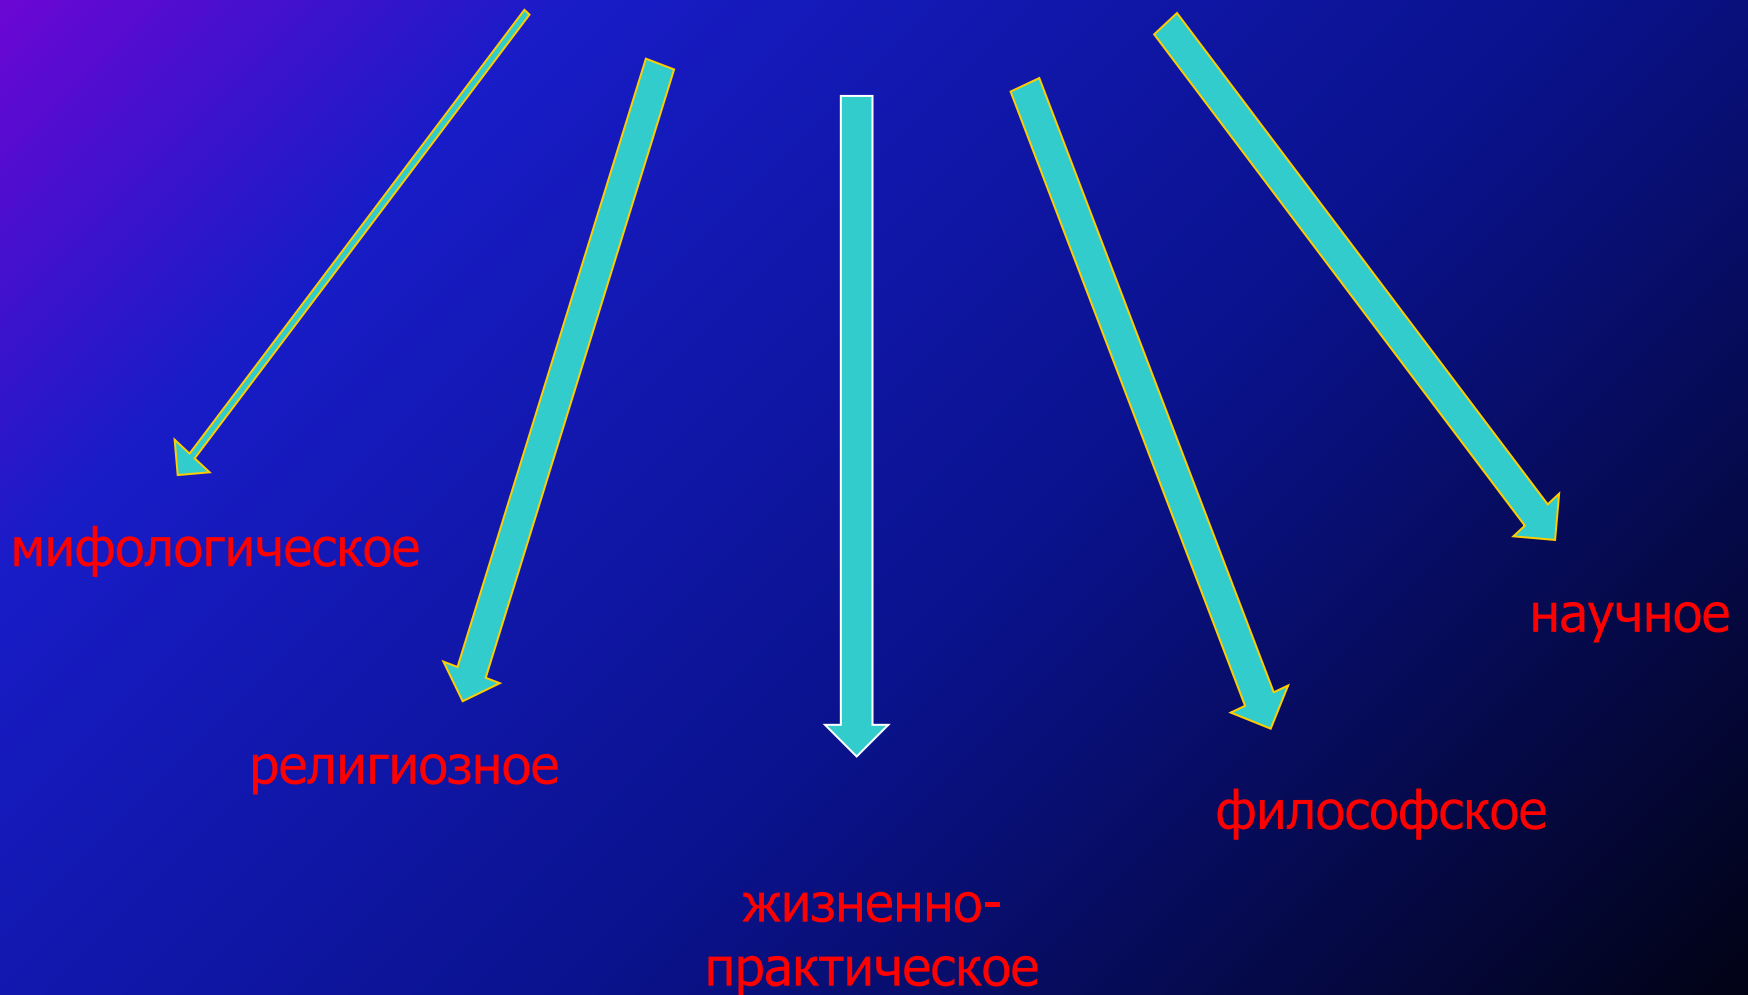 мифологическое
научное
религиозное
философское
жизненно-
практическое